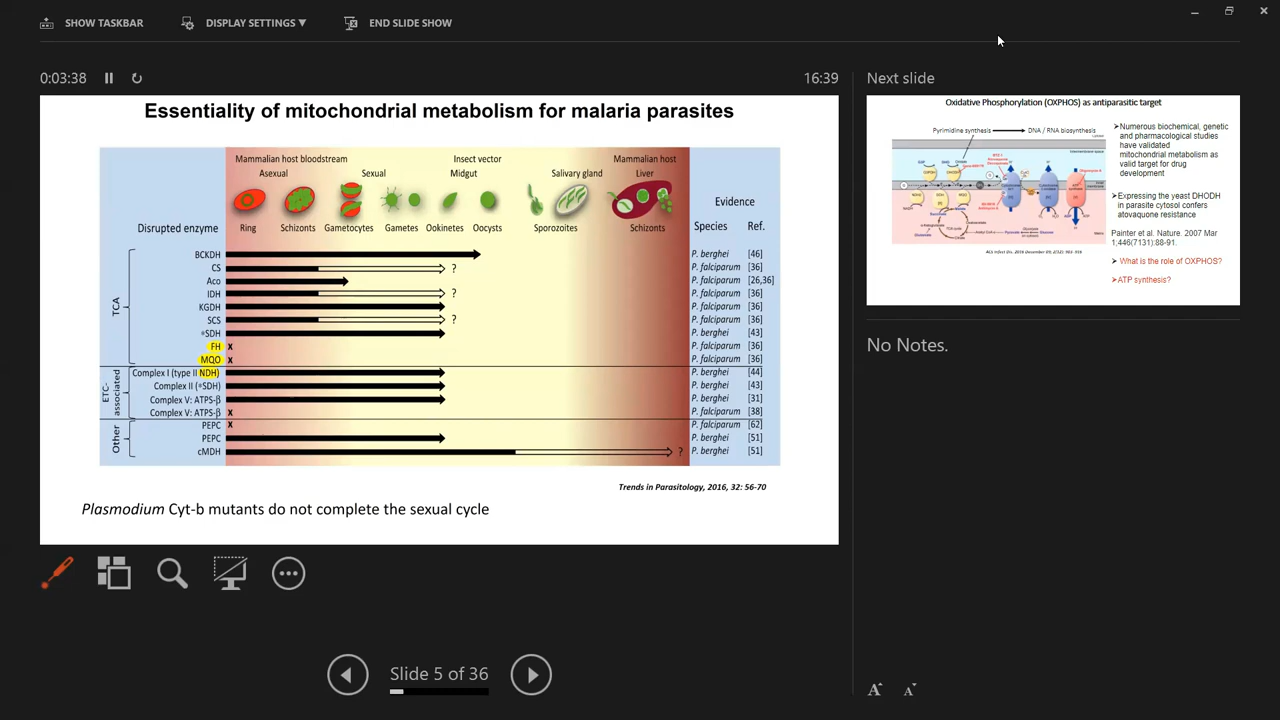 SHOW TASKBAR
DISPLAY SETTINGS ▼
END SLIDE SHOW
0:03:38
16:39
Essentiality of mitochondrial metabolism for malaria parasites
Mammalian host bloodstream
Insect vector
Mammalian host
Asexual
Sexual
Midgut
Salivary gland
Liver
Evidence
Disrupted enzyme
Ring
Schizonts
Gametocytes
Gametes
Ookinetes
Oocysts
Sporozoites
Schizonts
Species
Ref.
TCA
BCKDH P. berghei [46]
CS ? P. falciparum [36]
Aco P. falciparum [26,36]
IDH ? P. falciparum [36]
KGDH P. falciparum [36]
SCS ? P. falciparum [36]
*SDH P. berghei [43]
FH x P. falciparum [36]
MQO x P. falciparum [36]
ETC-associated
Complex I (type II NDH) P. berghei [44]
Complex II (*SDH) P. berghei [43]
Complex V: ATPS-β P. berghei [31]
Complex V: ATPS-β x P. falciparum [38]
Other
PEPC x P. falciparum [62]
PEPC P. berghei [51]
cMDH ? P. berghei [51]
Trends in Parasitology, 2016, 32: 56-70
Plasmodium Cyt-b mutants do not complete the sexual cycle
Slide 5 of 36
Next slide
Oxidative Phosphorylation (OXPHOS) as antiparasitic target
Pyrimidine synthesis
DNA / RNA biosynthesis
➢Numerous biochemical, genetic
and pharmacological studies
have validated
mitochondrial metabolism as
valid target for drug
development
➢Expressing the yeast DHODH
in parasite cytosol confers
atovaquone resistance
Painter et al. Nature. 2007 Mar
1;446(7131):88-91.
➢ What is the role of OXPHOS?
➢ATP synthesis?
No Notes.
A
A